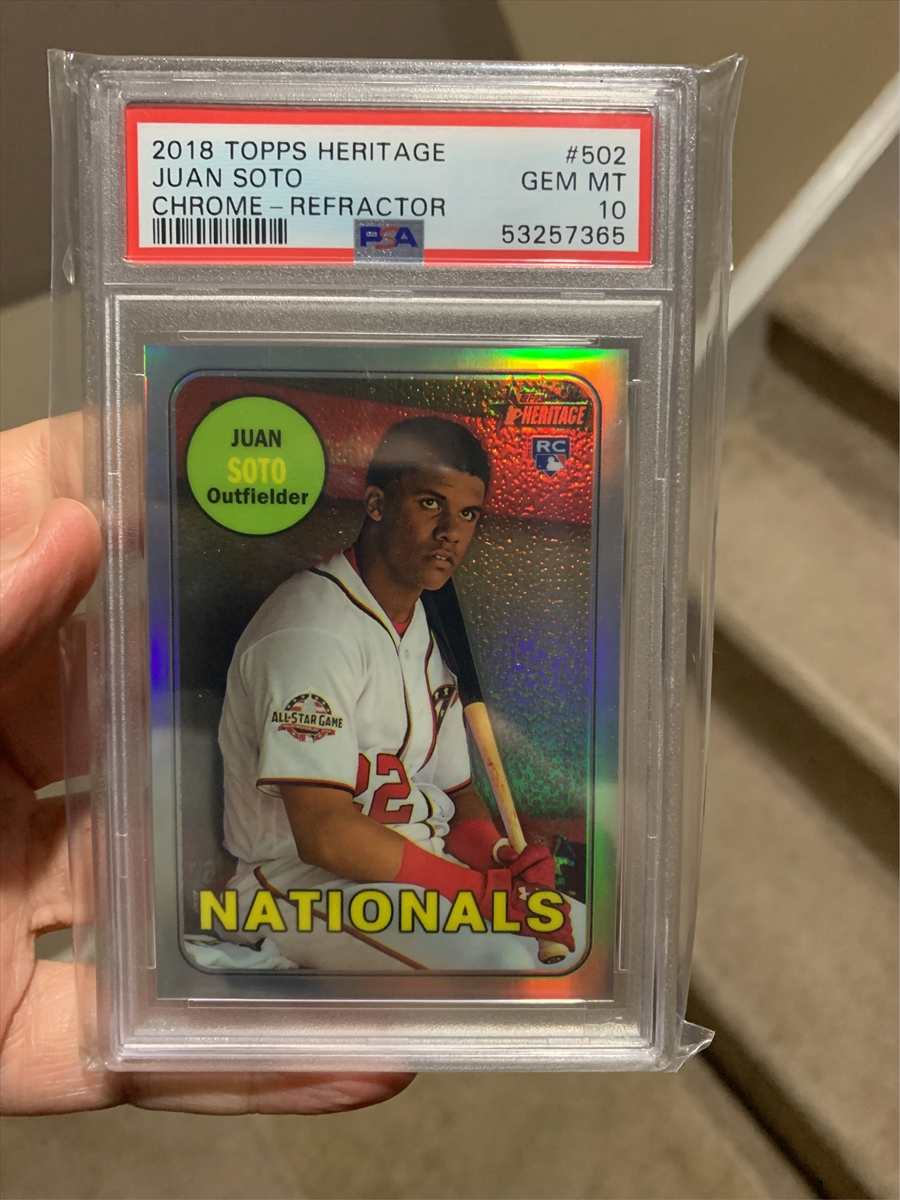 2018 TOPPS HERITAGE #502
JUAN SOTO GEM MT
CHROME – REFRACTOR 10
PSA 53257365
HERITAGE
RC
JUAN
SOTO
Outfielder
ALL-STAR GAME
22
NATIONALS